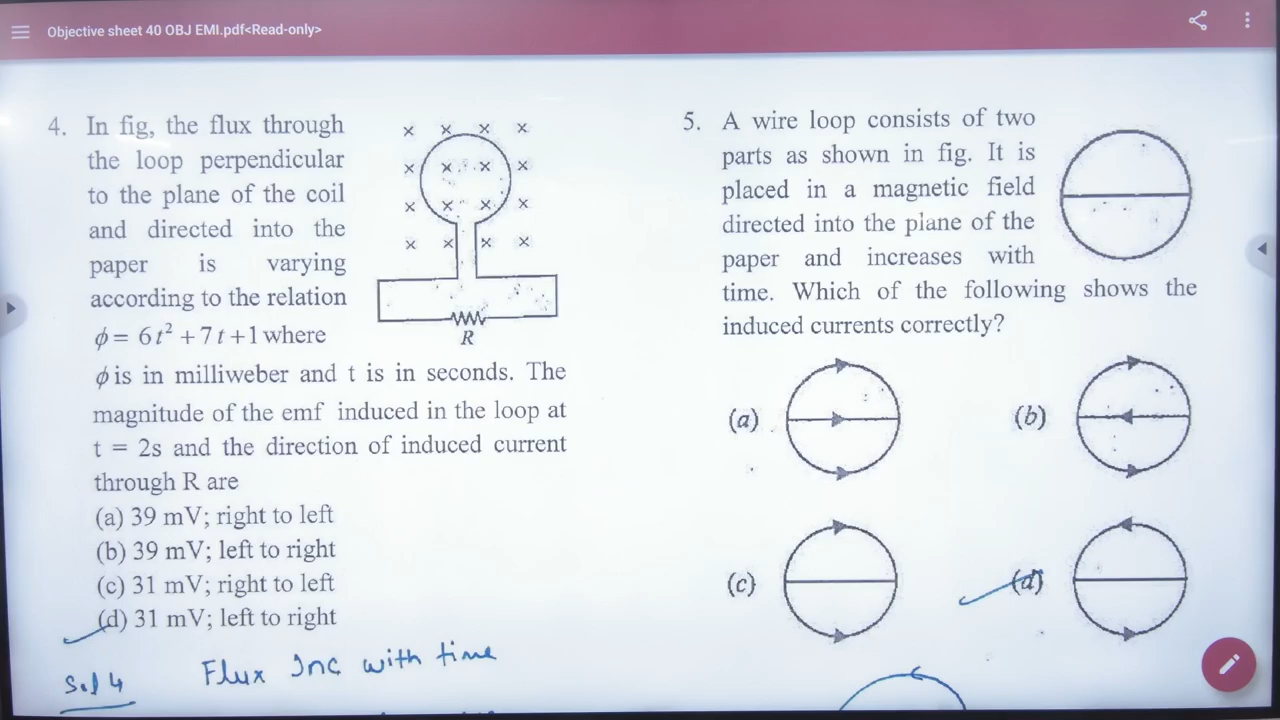 Objective sheet 40 OBJ EMI.pdf<Read-only>
4. In fig, the flux through
the loop perpendicular
to the plane of the coil
and directed into the
paper is varying
according to the relation
ϕ = 6t² + 7t + 1 where
ϕ is in milliweber and t is in seconds. The
magnitude of the emf induced in the loop at
t = 2s and the direction of induced current
through R are
(a) 39 mV; right to left
(b) 39 mV; left to right
(c) 31 mV; right to left
(d) 31 mV; left to right
R
Sol 4 Flux Inc with time
5. A wire loop consists of two
parts as shown in fig. It is
placed in a magnetic field
directed into the plane of the
paper and increases with
time. Which of the following shows the
induced currents correctly?
(a) (b)
(c) (d)